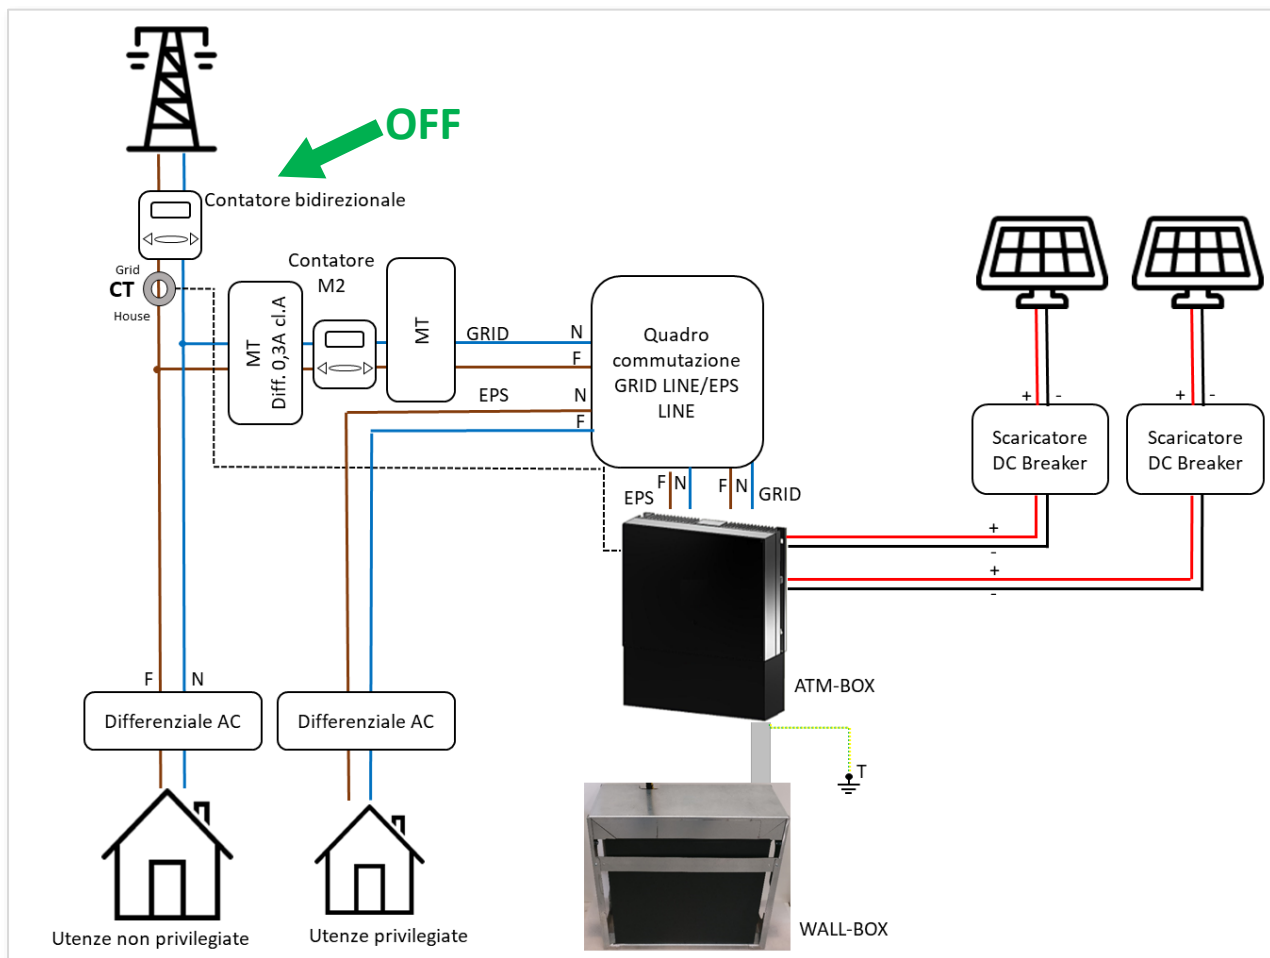 OFF
Contatore bidirezionale
Grid
CT
House
Contatore
M2
MT
Diff. 0,3A cl.A
MT
GRID
N
F
EPS
N
F
Quadro
commutazione
GRID LINE/EPS
LINE
EPS
F
N
F
N
GRID
+
-
+
-
Scaricatore
DC Breaker
Scaricatore
DC Breaker
+
-
+
-
F
N
Differenziale AC
Differenziale AC
ATM-BOX
T
WALL-BOX
Utenze non privilegiate
Utenze privilegiate